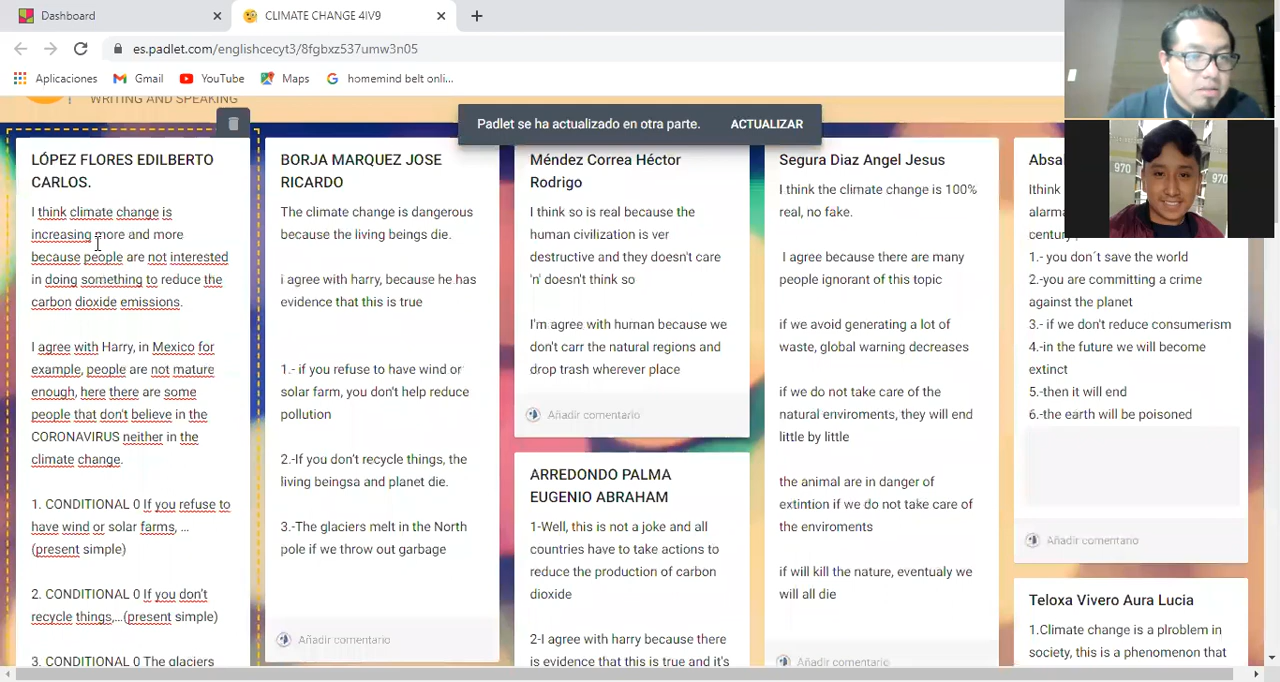 Dashboard
CLIMATE CHANGE 4IV9
es.padlet.com/englishcecyt3/8fgbxz537umw3n05
Aplicaciones
Gmail
YouTube
Maps
homemind belt onli...
WRITING AND SPEAKING
Padlet se ha actualizado en otra parte.
ACTUALIZAR
LÓPEZ FLORES EDILBERTO
CARLOS.
I think climate change is
increasing more and more
because people are not interested
in doing something to reduce the
carbon dioxide emissions.
I agree with Harry, in Mexico for
example, people are not mature
enough, here there are some
people that don't believe in the
CORONAVIRUS neither in the
climate change.
1. CONDITIONAL 0 If you refuse to
have wind or solar farms, ...
(present simple)
2. CONDITIONAL 0 If you don't
recycle things,...(present simple)
3. CONDITIONAL 0 The glaciers
BORJA MARQUEZ JOSE
RICARDO
The climate change is dangerous
because the living beings die.
i agree with harry, because he has
evidence that this is true
1.- if you refuse to have wind or
solar farm, you don't help reduce
pollution
2.-If you don't recycle things, the
living beingsa and planet die.
3.-The glaciers melt in the North
pole if we throw out garbage
Añadir comentario
Méndez Correa Héctor
Rodrigo
I think so is real because the
human civilization is ver
destructive and they doesn't care
'n' doesn't think so
I'm agree with human because we
don't carr the natural regions and
drop trash wherever place
Añadir comentario
ARREDONDO PALMA
EUGENIO ABRAHAM
1-Well, this is not a joke and all
countries have to take actions to
reduce the production of carbon
dioxide
2-I agree with harry because there
is evidence that this is true and it's
Segura Diaz Angel Jesus
I think the climate change is 100%
real, no fake.
I agree because there are many
people ignorant of this topic
if we avoid generating a lot of
waste, global warning decreases
if we do not take care of the
natural enviroments, they will end
little by little
the animal are in danger of
extintion if we do not take care of
the enviroments
if will kill the nature, eventualy we
will all die
Añadir comentario
Absa
Ithink
alarma
century
1.- you don´t save the world
2.-you are committing a crime
against the planet
3.- if we don't reduce consumerism
4.-in the future we will become
extinct
5.-then it will end
6.-the earth will be poisoned
Añadir comentario
Teloxa Vivero Aura Lucia
1.Climate change is a plroblem in
society, this is a phenomenon that
970
970